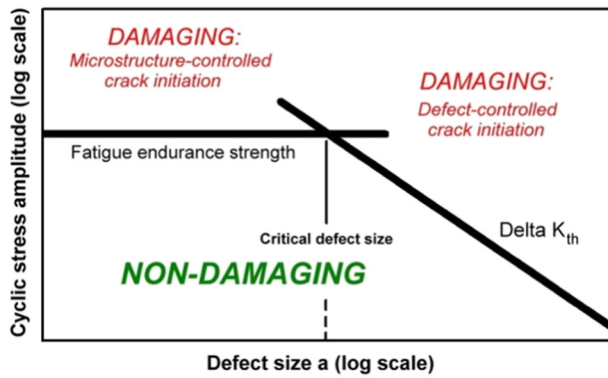 Cyclic stress amplitude (log scale)
DAMAGING:
Microstructure-controlled
crack initiation
DAMAGING:
Defect-controlled
crack initiation
Fatigue endurance strength
Delta K_th
Critical defect size
NON-DAMAGING
Defect size a (log scale)